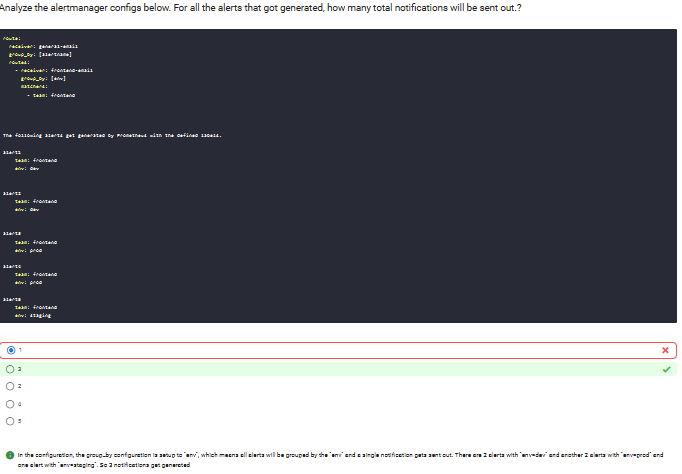 Analyze the alertmanager configs below. For all the alerts that got generated, how many total notifications will be sent out.?
route:
receiver: general-email
group_by: [alertname]
routes:
- receiver: frontend-email
group_by: [env]
matchers:
- team: frontend
The following alerts get generated by Prometheus with the defined labels.
alert1
team: frontend
env: dev
alert2
team: frontend
env: dev
alert3
team: frontend
env: prod
alert4
team: frontend
env: prod
alert5
team: frontend
env: staging
1
3
2
4
5
In the configuration, the group_by configuration is setup to "env", which means all alerts will be grouped by the "env" and a single notification gets sent out. There are 2 alerts with "env=dev" and another 2 alerts with "env=prod" and
one alert with "env=staging". So 3 notifications get generated